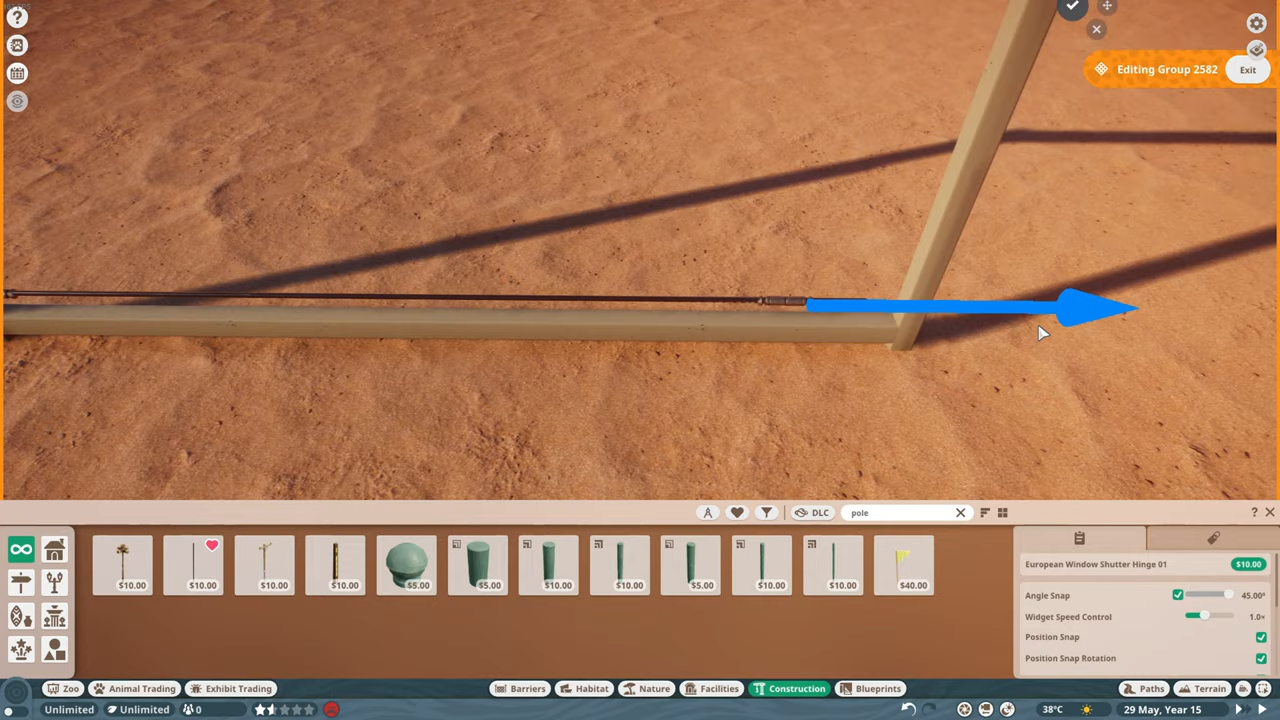 Editing Group 2582
Exit
DLC
pole
$10.00
$10.00
$10.00
$10.00
$5.00
$5.00
$10.00
$10.00
$5.00
$10.00
$10.00
$40.00
European Window Shutter Hinge 01
$10.00
Angle Snap
45.00°
Widget Speed Control
1.0×
Position Snap
Position Snap Rotation
Zoo
Animal Trading
Exhibit Trading
Barriers
Habitat
Nature
Facilities
Construction
Blueprints
Paths
Terrain
Unlimited
Unlimited
0
38°C
29 May, Year 15